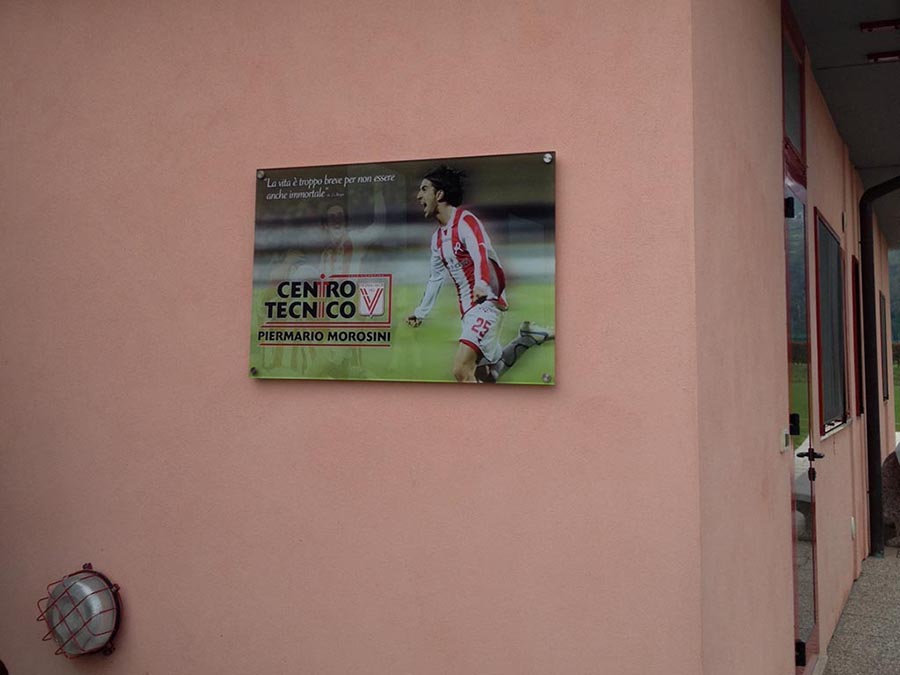 "La vita è troppo breve per non essere
anche immortale"
CENTRO
TECNICO
V
PIERMARIO MOROSINI
25